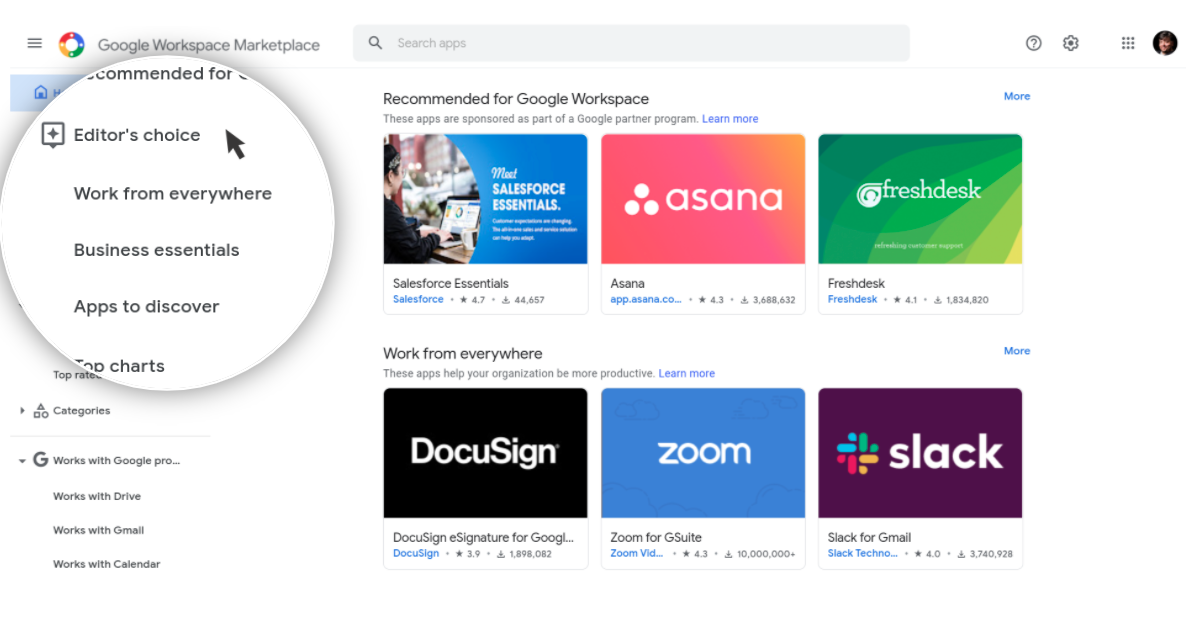 Google Workspace Marketplace
Search apps
Recommended for
Editor's choice
Work from everywhere
Business essentials
Apps to discover
Top charts
Top rated
Categories
Works with Google pro...
Works with Drive
Works with Gmail
Works with Calendar
Recommended for Google Workspace
More
These apps are sponsored as part of a Google partner program. Learn more
Meet
SALESFORCE
ESSENTIALS.
Customer expectations are changing.
The all-in-one sales and service solution
can help you adapt.
Salesforce Essentials
Salesforce • ★ 4.7 • 44,657
asana
Asana
app.asana.co... • ★ 4.3 • 3,688,632
freshdesk
refreshing customer support
Freshdesk
Freshdesk • ★ 4.1 • 1,834,820
Work from everywhere
More
These apps help your organization be more productive. Learn more
DocuSign
DocuSign eSignature for Googl...
DocuSign • ★ 3.9 • 1,898,082
zoom
Zoom for GSuite
Zoom Vid... • ★ 4.3 • 10,000,000+
slack
Slack for Gmail
Slack Techno... • ★ 4.0 • 3,740,928